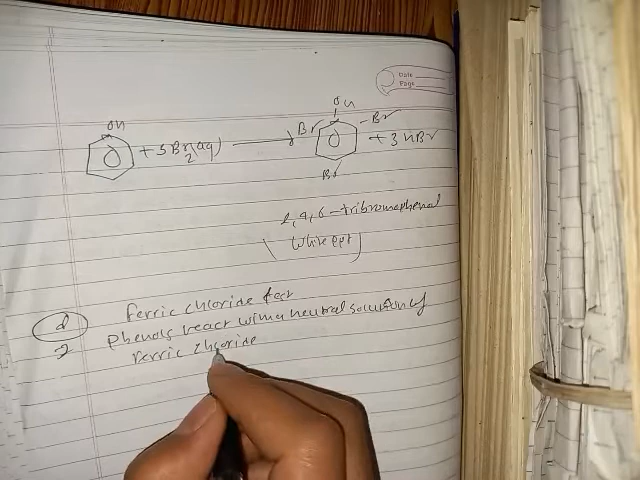 Date
Page
OH OH
+ 3Br2(aq) Br Br + 3HBr
Br
2,4,6-tribromophenol
(White ppt)
d Ferric chloride test
Phenols react with a neutral solution of
Ferric chloride